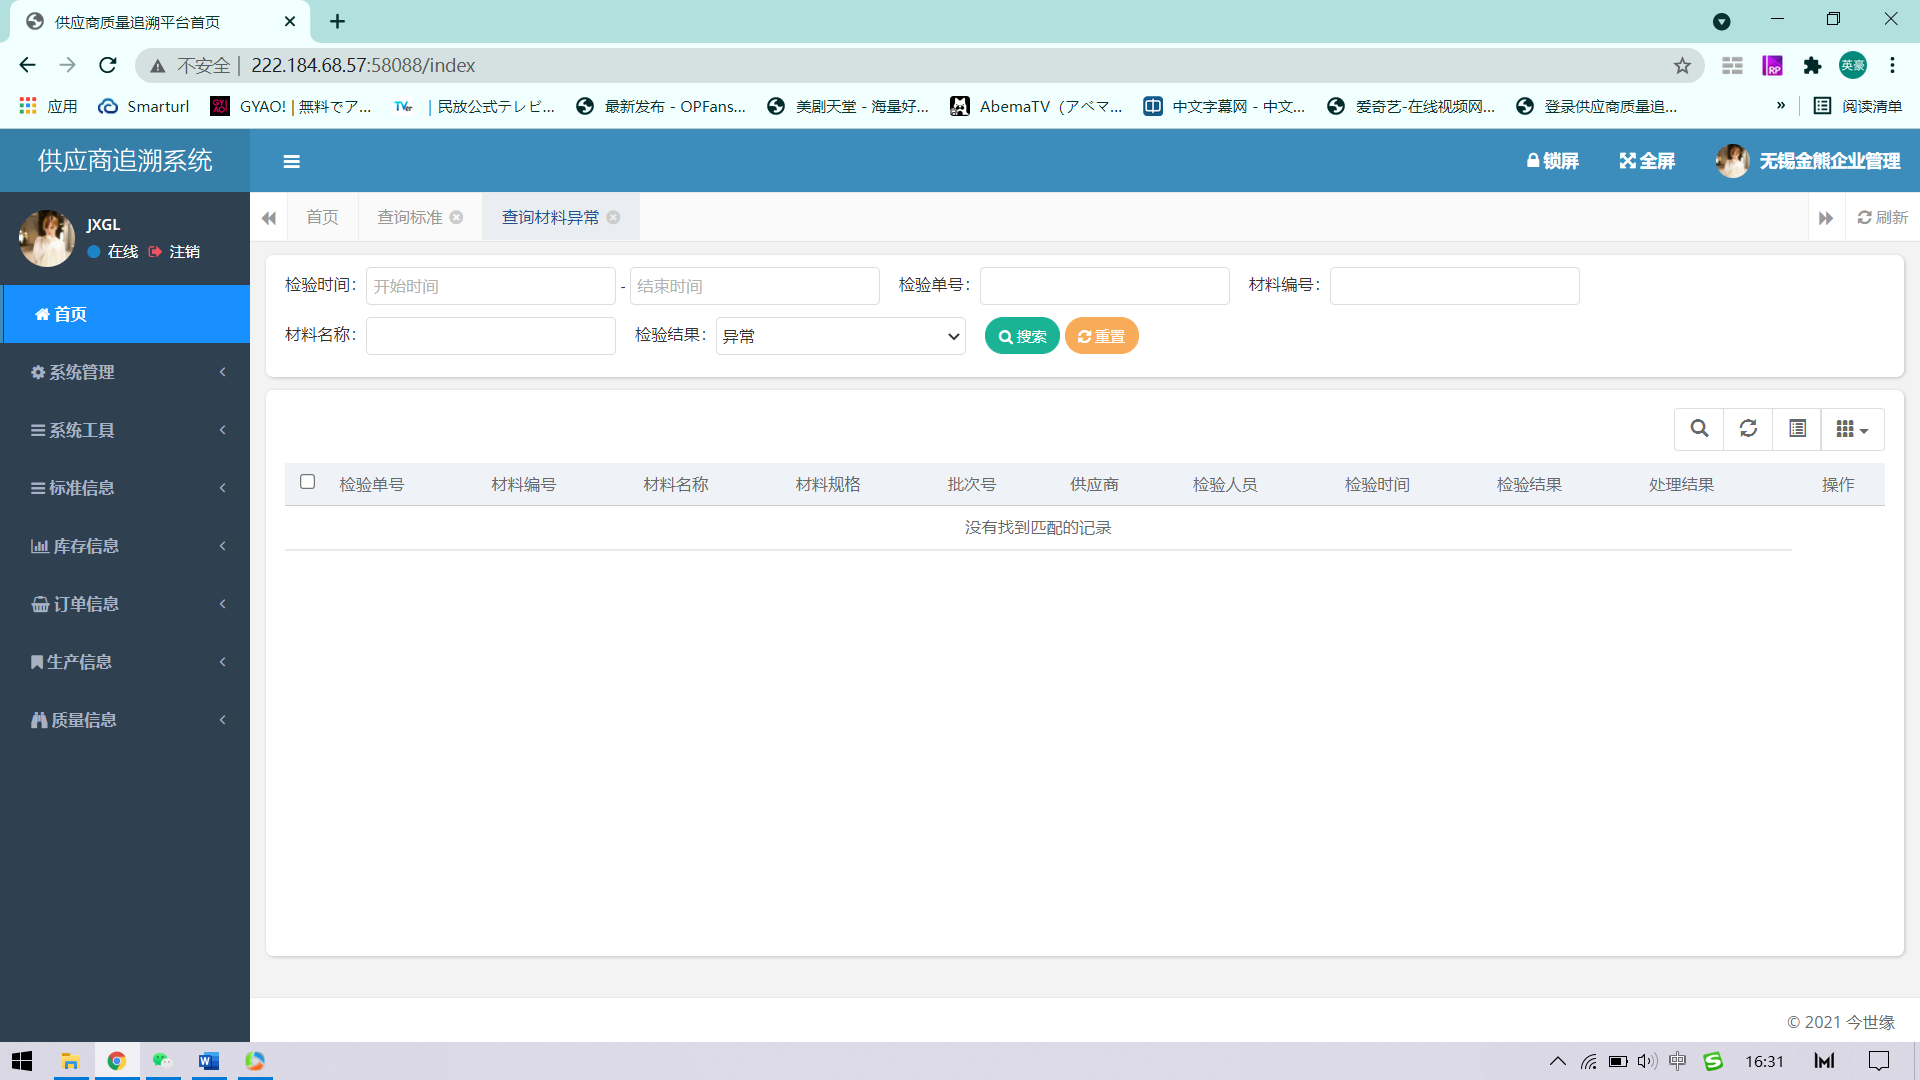 供应商质量追溯平台首页
不安全 | 222.184.68.57:58088/index
英豪
应用
Smarturl
GYAO! | 無料でア...
| 民放公式テレビ...
最新发布 - OPFans...
美剧天堂 - 海量好...
AbemaTV（アベマ...
中文字幕网 - 中文...
爱奇艺-在线视频网...
登录供应商质量追...
»
阅读清单
供应商追溯系统
锁屏
全屏
无锡金熊企业管理
JXGL
在线 注销
首页
查询标准
查询材料异常
刷新
首页
系统管理
系统工具
标准信息
库存信息
订单信息
生产信息
质量信息
检验时间： 开始时间 - 结束时间 检验单号： 材料编号：
材料名称： 检验结果： 异常 搜索 重置
检验单号 材料编号 材料名称 材料规格 批次号 供应商 检验人员 检验时间 检验结果 处理结果 操作
没有找到匹配的记录
© 2021 今世缘
中
16:31